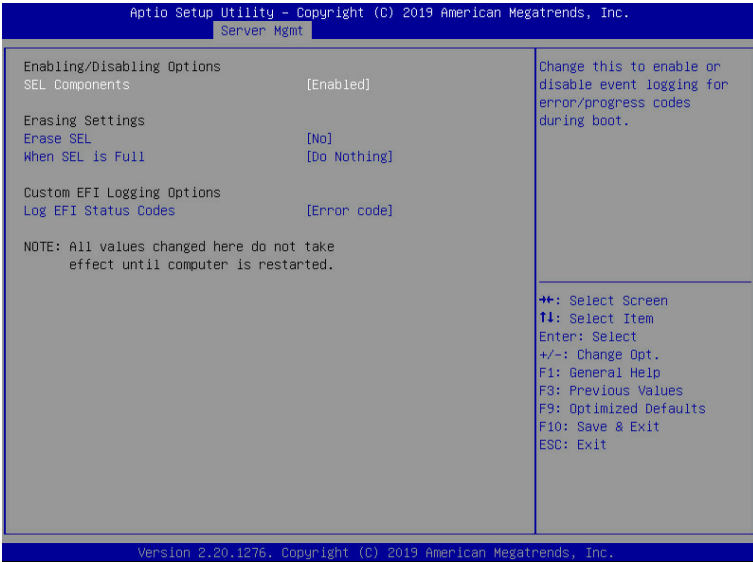 Aptio Setup Utility – Copyright (C) 2019 American Megatrends, Inc.
Server Mgmt
Enabling/Disabling Options
SEL Components [Enabled]
Erasing Settings
Erase SEL [No]
When SEL is Full [Do Nothing]
Custom EFI Logging Options
Log EFI Status Codes [Error code]
NOTE: All values changed here do not take
effect until computer is restarted.
Change this to enable or
disable event logging for
error/progress codes
during boot.
→←: Select Screen
↑↓: Select Item
Enter: Select
+/-: Change Opt.
F1: General Help
F3: Previous Values
F9: Optimized Defaults
F10: Save & Exit
ESC: Exit
Version 2.20.1276. Copyright (C) 2019 American Megatrends, Inc.